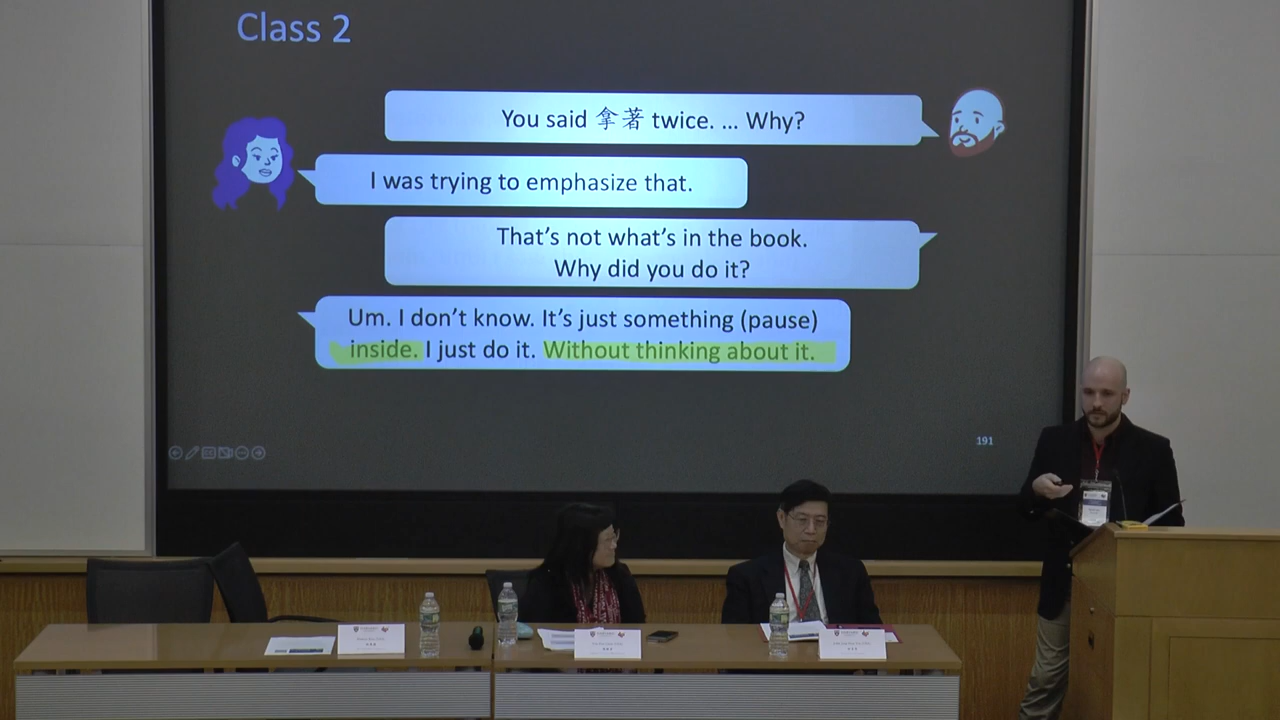 Class 2
You said 拿著 twice. … Why?
I was trying to emphasize that.
That's not what's in the book.
Why did you do it?
Um. I don't know. It's just something (pause)
inside. I just do it. Without thinking about it.
191